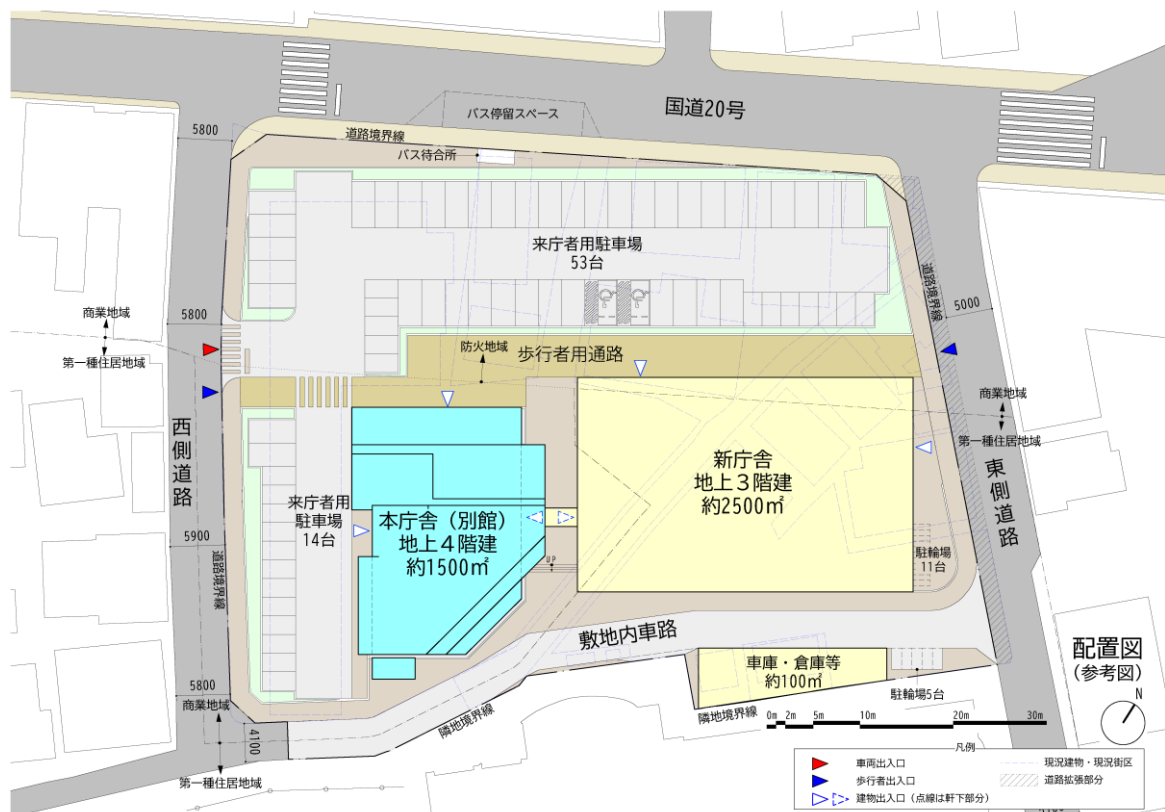 国道20号
バス停留スペース
5800
道路境界線
バス待合所
来庁者用駐車場
53台
道路境界線
5000
商業地域
5800
第一種住居地域
防火地域
歩行者用通路
商業地域
第一種住居地域
西側道路
来庁者用
駐車場
14台
本庁舎(別館)
地上4階建
約1500㎡
新庁舎
地上3階建
約2500㎡
東側道路
UP
駐輪場
11台
5900
道路境界線
敷地内車路
車庫・倉庫等
約100㎡
駐輪場5台
配置図
(参考図)
N
5800
商業地域
4100
第一種住居地域
隣地境界線
隣地境界線
0m 2m 5m 10m 20m 30m
凡例
車両出入口
歩行者出入口
建物出入口(点線は軒下部分)
現況建物・現況街区
道路拡張部分